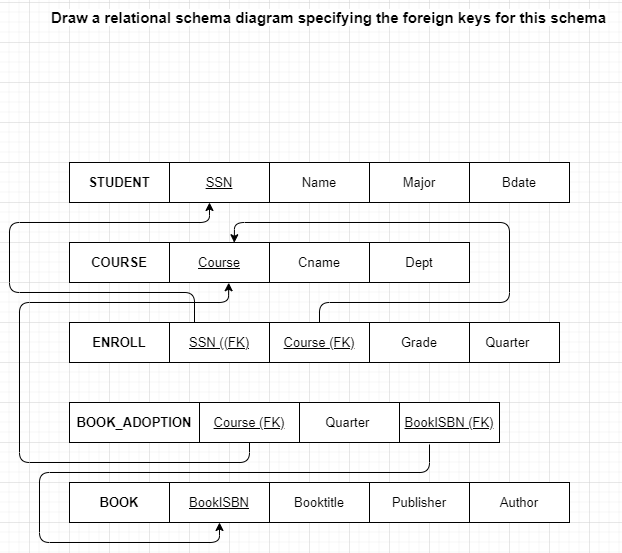 Draw a relational schema diagram specifying the foreign keys for this schema
STUDENT SSN Name Major Bdate
COURSE Course Cname Dept
ENROLL SSN ((FK) Course (FK) Grade Quarter
BOOK_ADOPTION Course (FK) Quarter BookISBN (FK)
BOOK BookISBN Booktitle Publisher Author